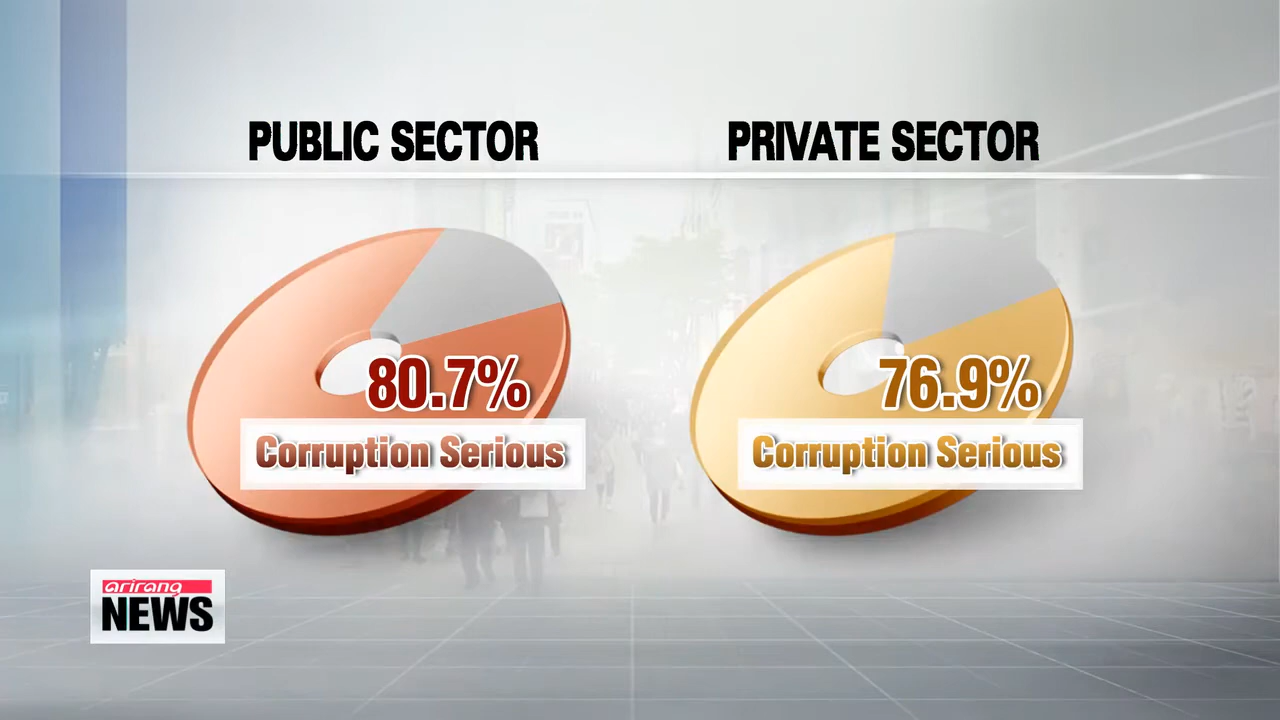 PUBLIC SECTOR
PRIVATE SECTOR
80.7%
Corruption Serious
76.9%
Corruption Serious
arirang
NEWS